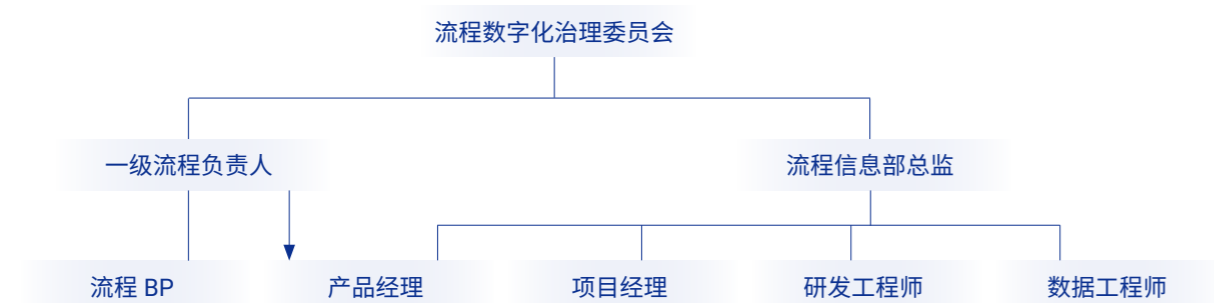 流程数字化治理委员会
一级流程负责人
流程信息部总监
流程 BP
产品经理
项目经理
研发工程师
数据工程师